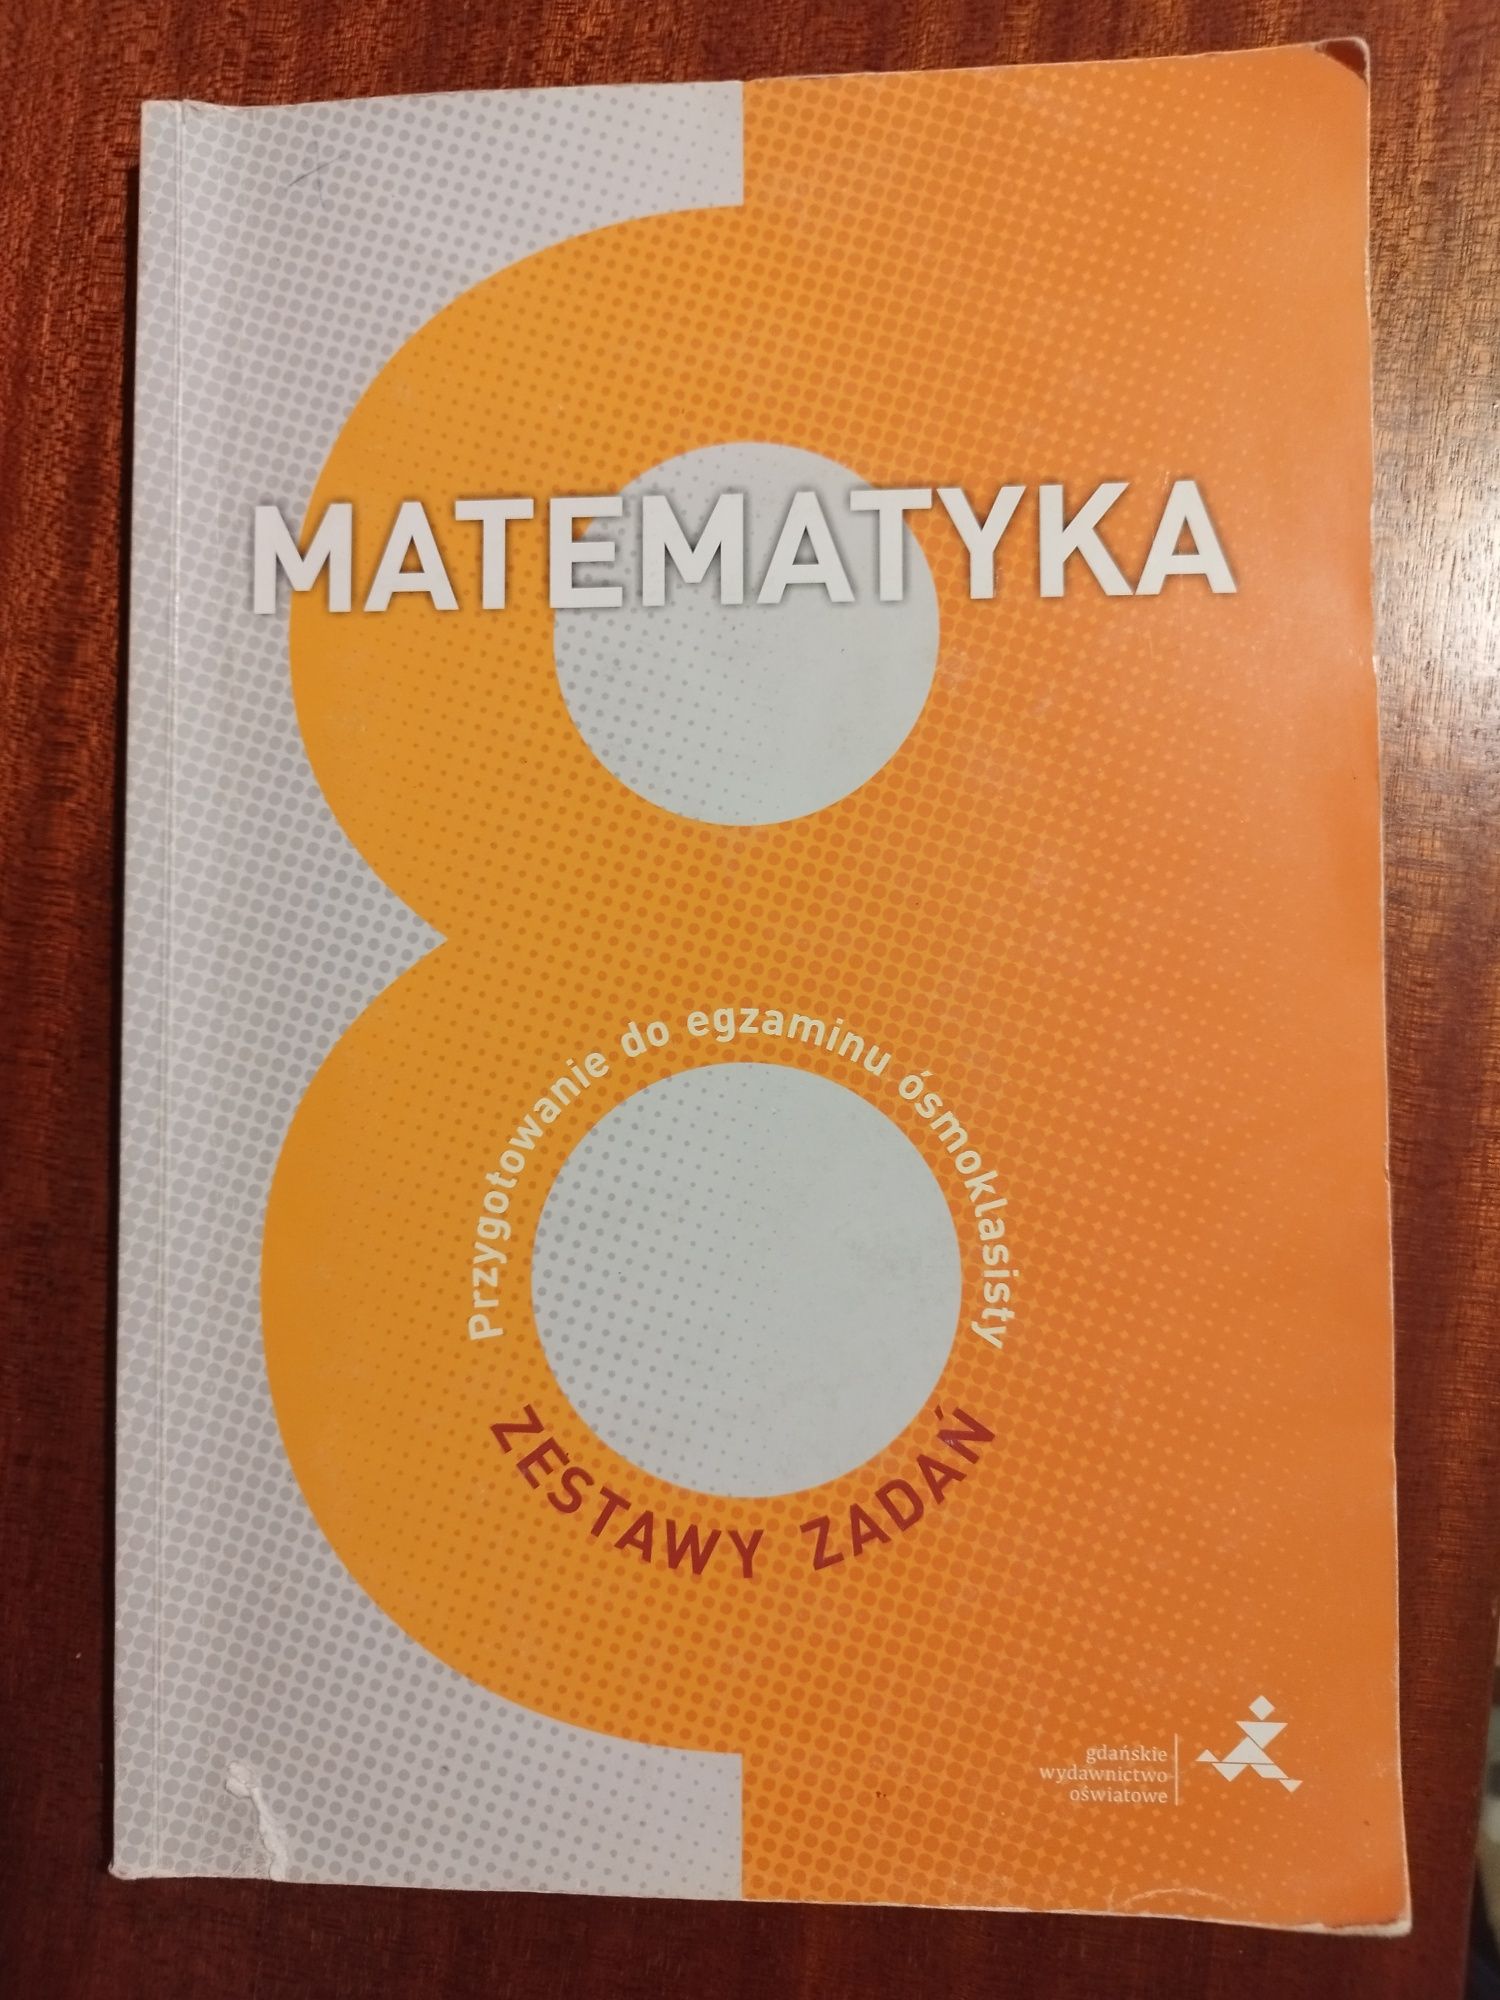 MATEMATYKA
Przygotowanie do egzaminu ósmoklasisty
ZESTAWY ZADAŃ
gdańskie
wydawnictwo
oświatowe